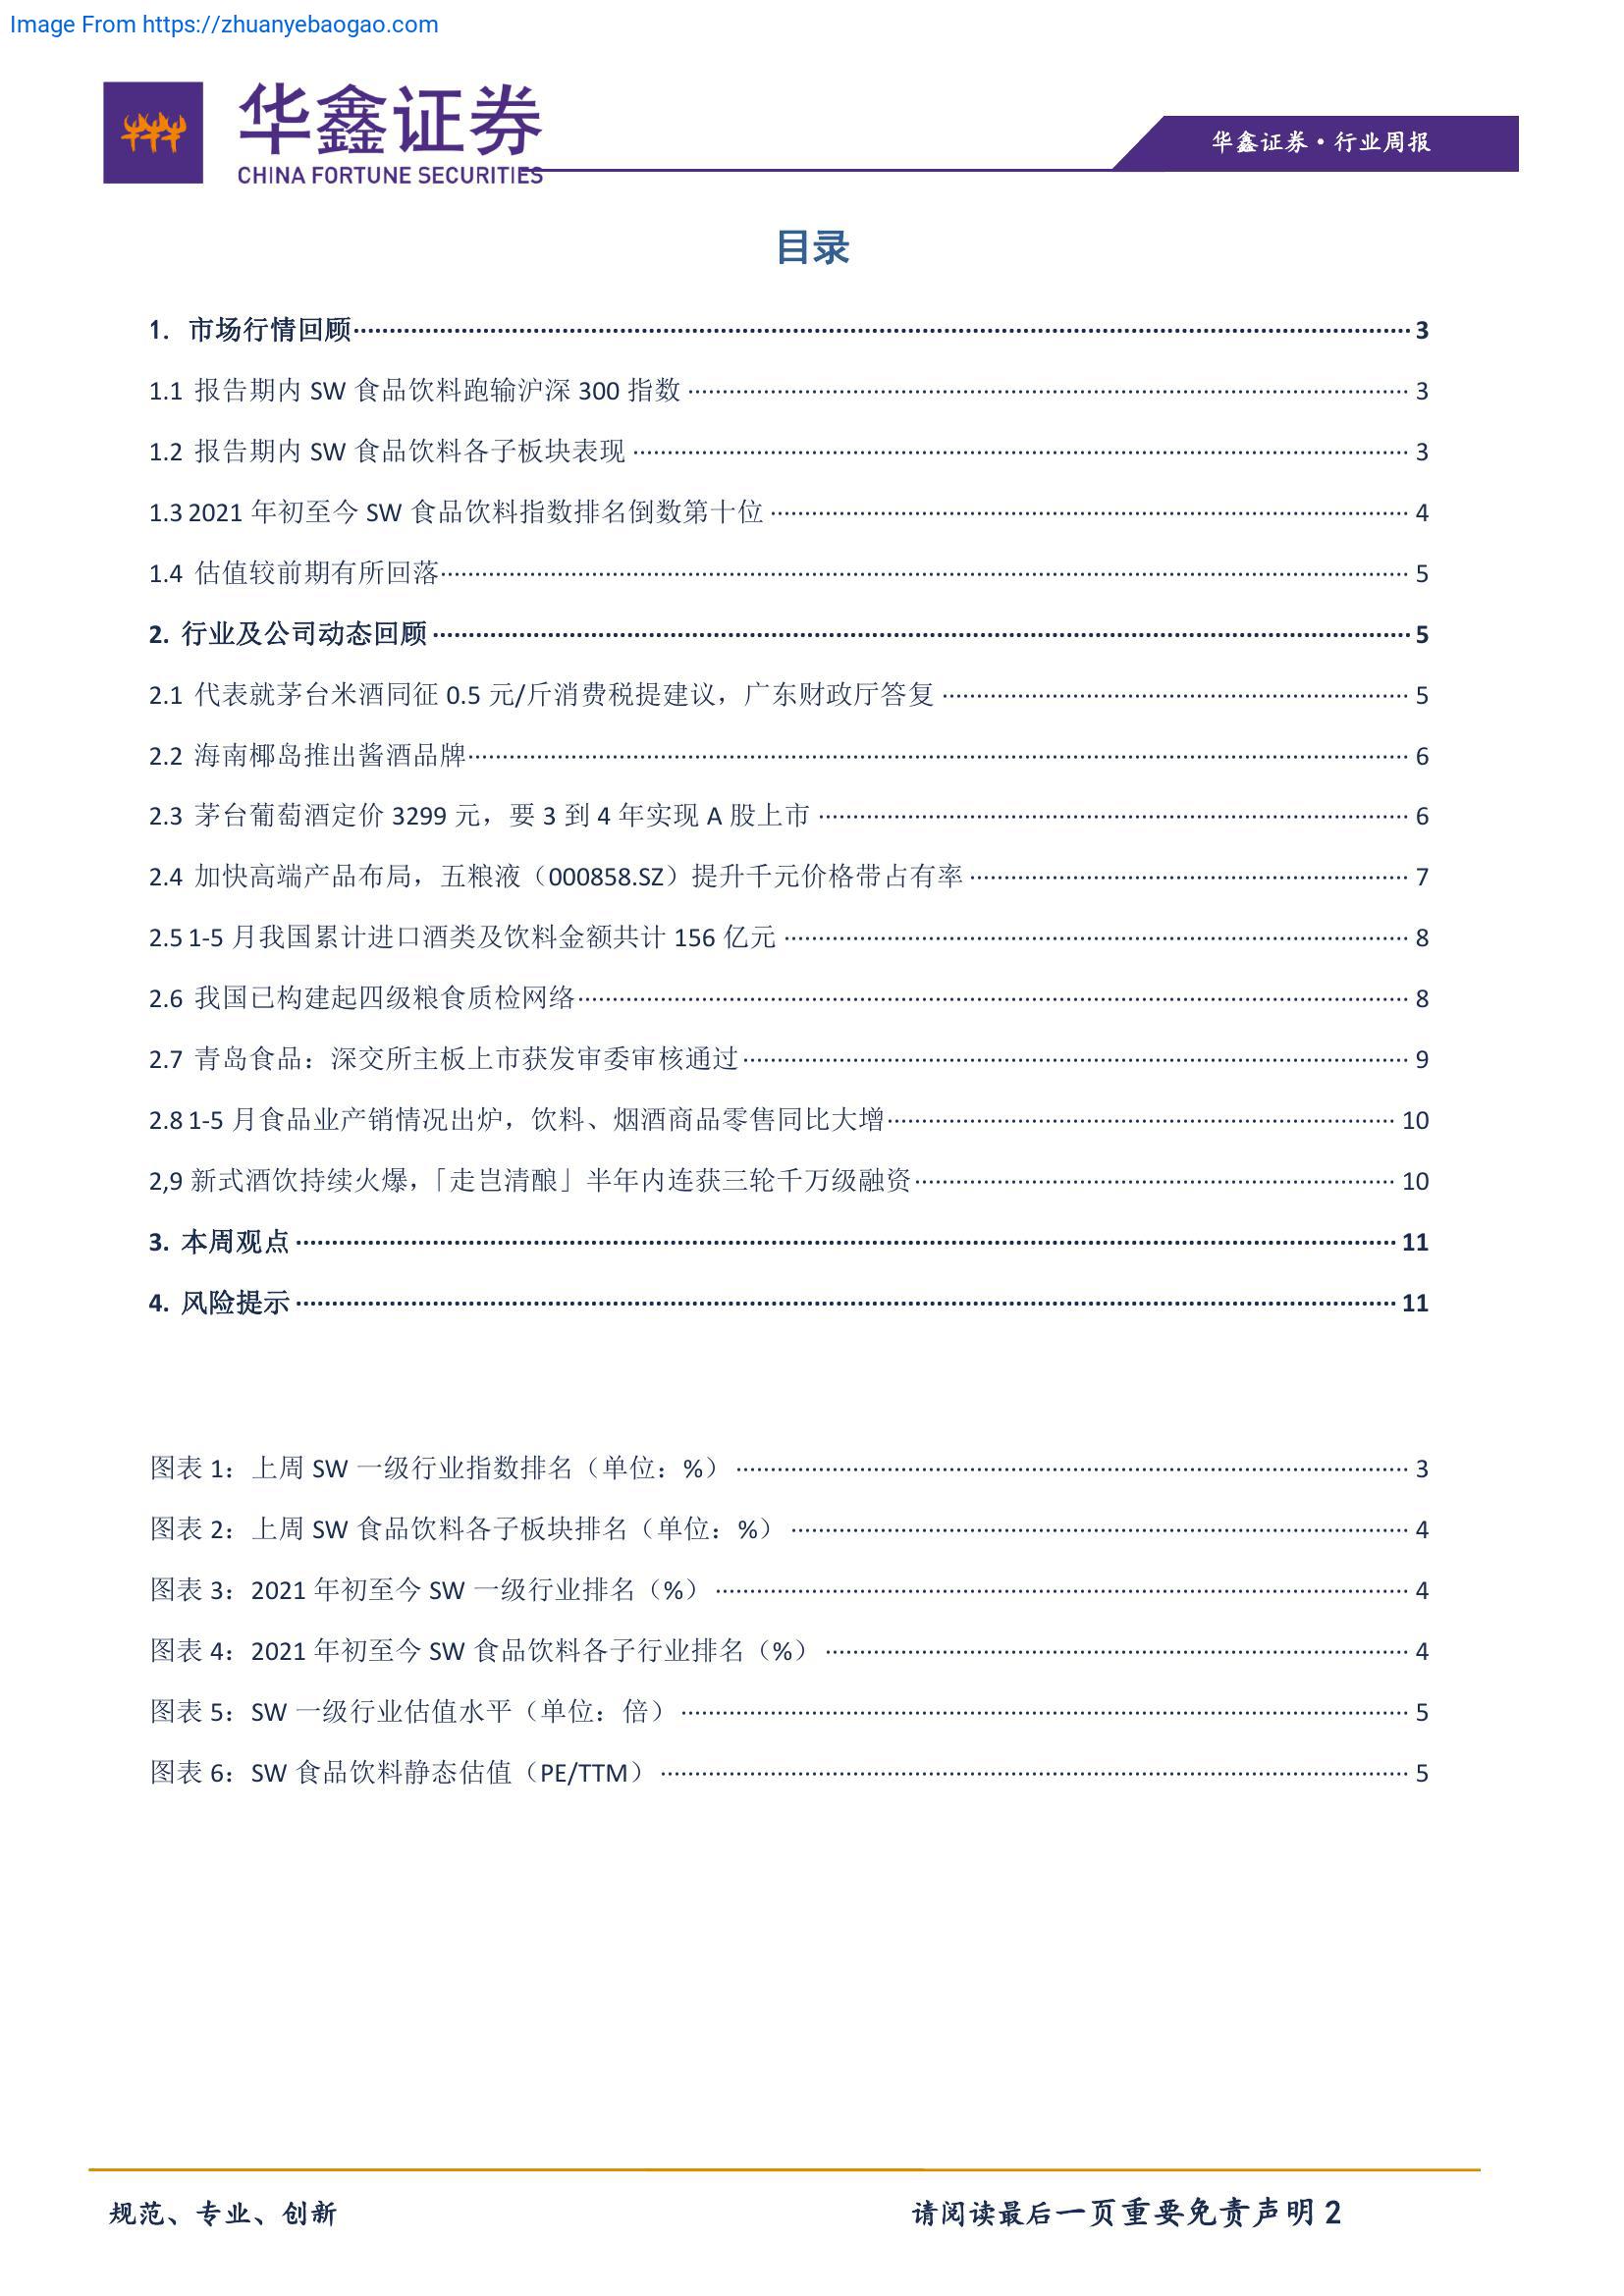 Image From https://zhuanyebaogao.com
华鑫证券
CHINA FORTUNE SECURITIES
华鑫证券·行业周报
目录
1. 市场行情回顾 3
1.1 报告期内 SW 食品饮料跑输沪深 300 指数 3
1.2 报告期内 SW 食品饮料各子板块表现 3
1.3 2021 年初至今 SW 食品饮料指数排名倒数第十位 4
1.4 估值较前期有所回落 5
2. 行业及公司动态回顾 5
2.1 代表就茅台米酒同征 0.5 元/斤消费税提建议，广东财政厅答复 5
2.2 海南椰岛推出酱酒品牌 6
2.3 茅台葡萄酒定价 3299 元，要 3 到 4 年实现 A 股上市 6
2.4 加快高端产品布局，五粮液（000858.SZ）提升千元价格带占有率 7
2.5 1-5 月我国累计进口酒类及饮料金额共计 156 亿元 8
2.6 我国已构建起四级粮食质检网络 8
2.7 青岛食品：深交所主板上市获发审委审核通过 9
2.8 1-5 月食品业产销情况出炉，饮料、烟酒商品零售同比大增 10
2,9 新式酒饮持续火爆，「走岂清酿」半年内连获三轮千万级融资 10
3. 本周观点 11
4. 风险提示 11
图表 1：上周 SW 一级行业指数排名（单位：%） 3
图表 2：上周 SW 食品饮料各子板块排名（单位：%） 4
图表 3：2021 年初至今 SW 一级行业排名（%） 4
图表 4：2021 年初至今 SW 食品饮料各子行业排名（%） 4
图表 5：SW 一级行业估值水平（单位：倍） 5
图表 6：SW 食品饮料静态估值（PE/TTM） 5
规范、专业、创新
请阅读最后一页重要免责声明 2